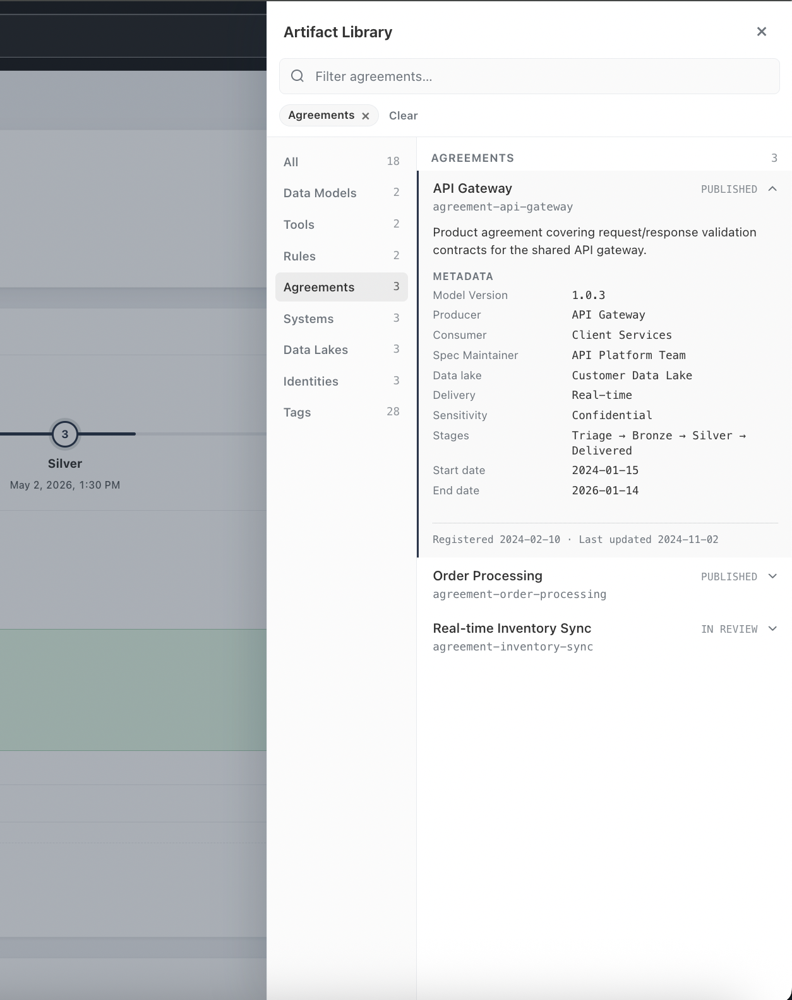 Artifact Library
Filter agreements...
Agreements × Clear
All 18
Data Models 2
Tools 2
Rules 2
Agreements 3
Systems 3
Data Lakes 3
Identities 3
Tags 28
AGREEMENTS 3
API Gateway PUBLISHED
agreement-api-gateway
Product agreement covering request/response validation
contracts for the shared API gateway.
METADATA
Model Version 1.0.3
Producer API Gateway
Consumer Client Services
Spec Maintainer API Platform Team
Data lake Customer Data Lake
Delivery Real-time
Sensitivity Confidential
Stages Triage → Bronze → Silver →
Delivered
Start date 2024-01-15
End date 2026-01-14
Registered 2024-02-10 · Last updated 2024-11-02
Order Processing PUBLISHED
agreement-order-processing
Real-time Inventory Sync IN REVIEW
agreement-inventory-sync
3
Silver
May 2, 2026, 1:30 PM